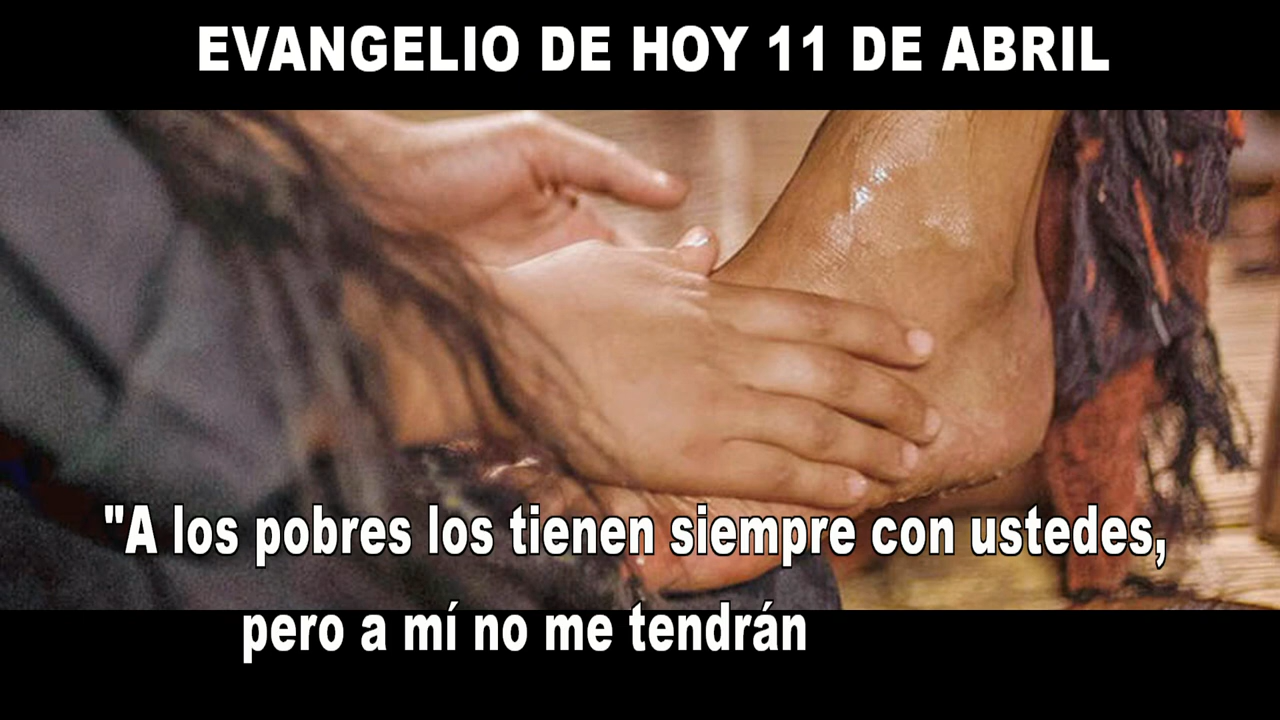 EVANGELIO DE HOY 11 DE ABRIL
"A los pobres los tienen siempre con ustedes,
pero a mí no me tendrán